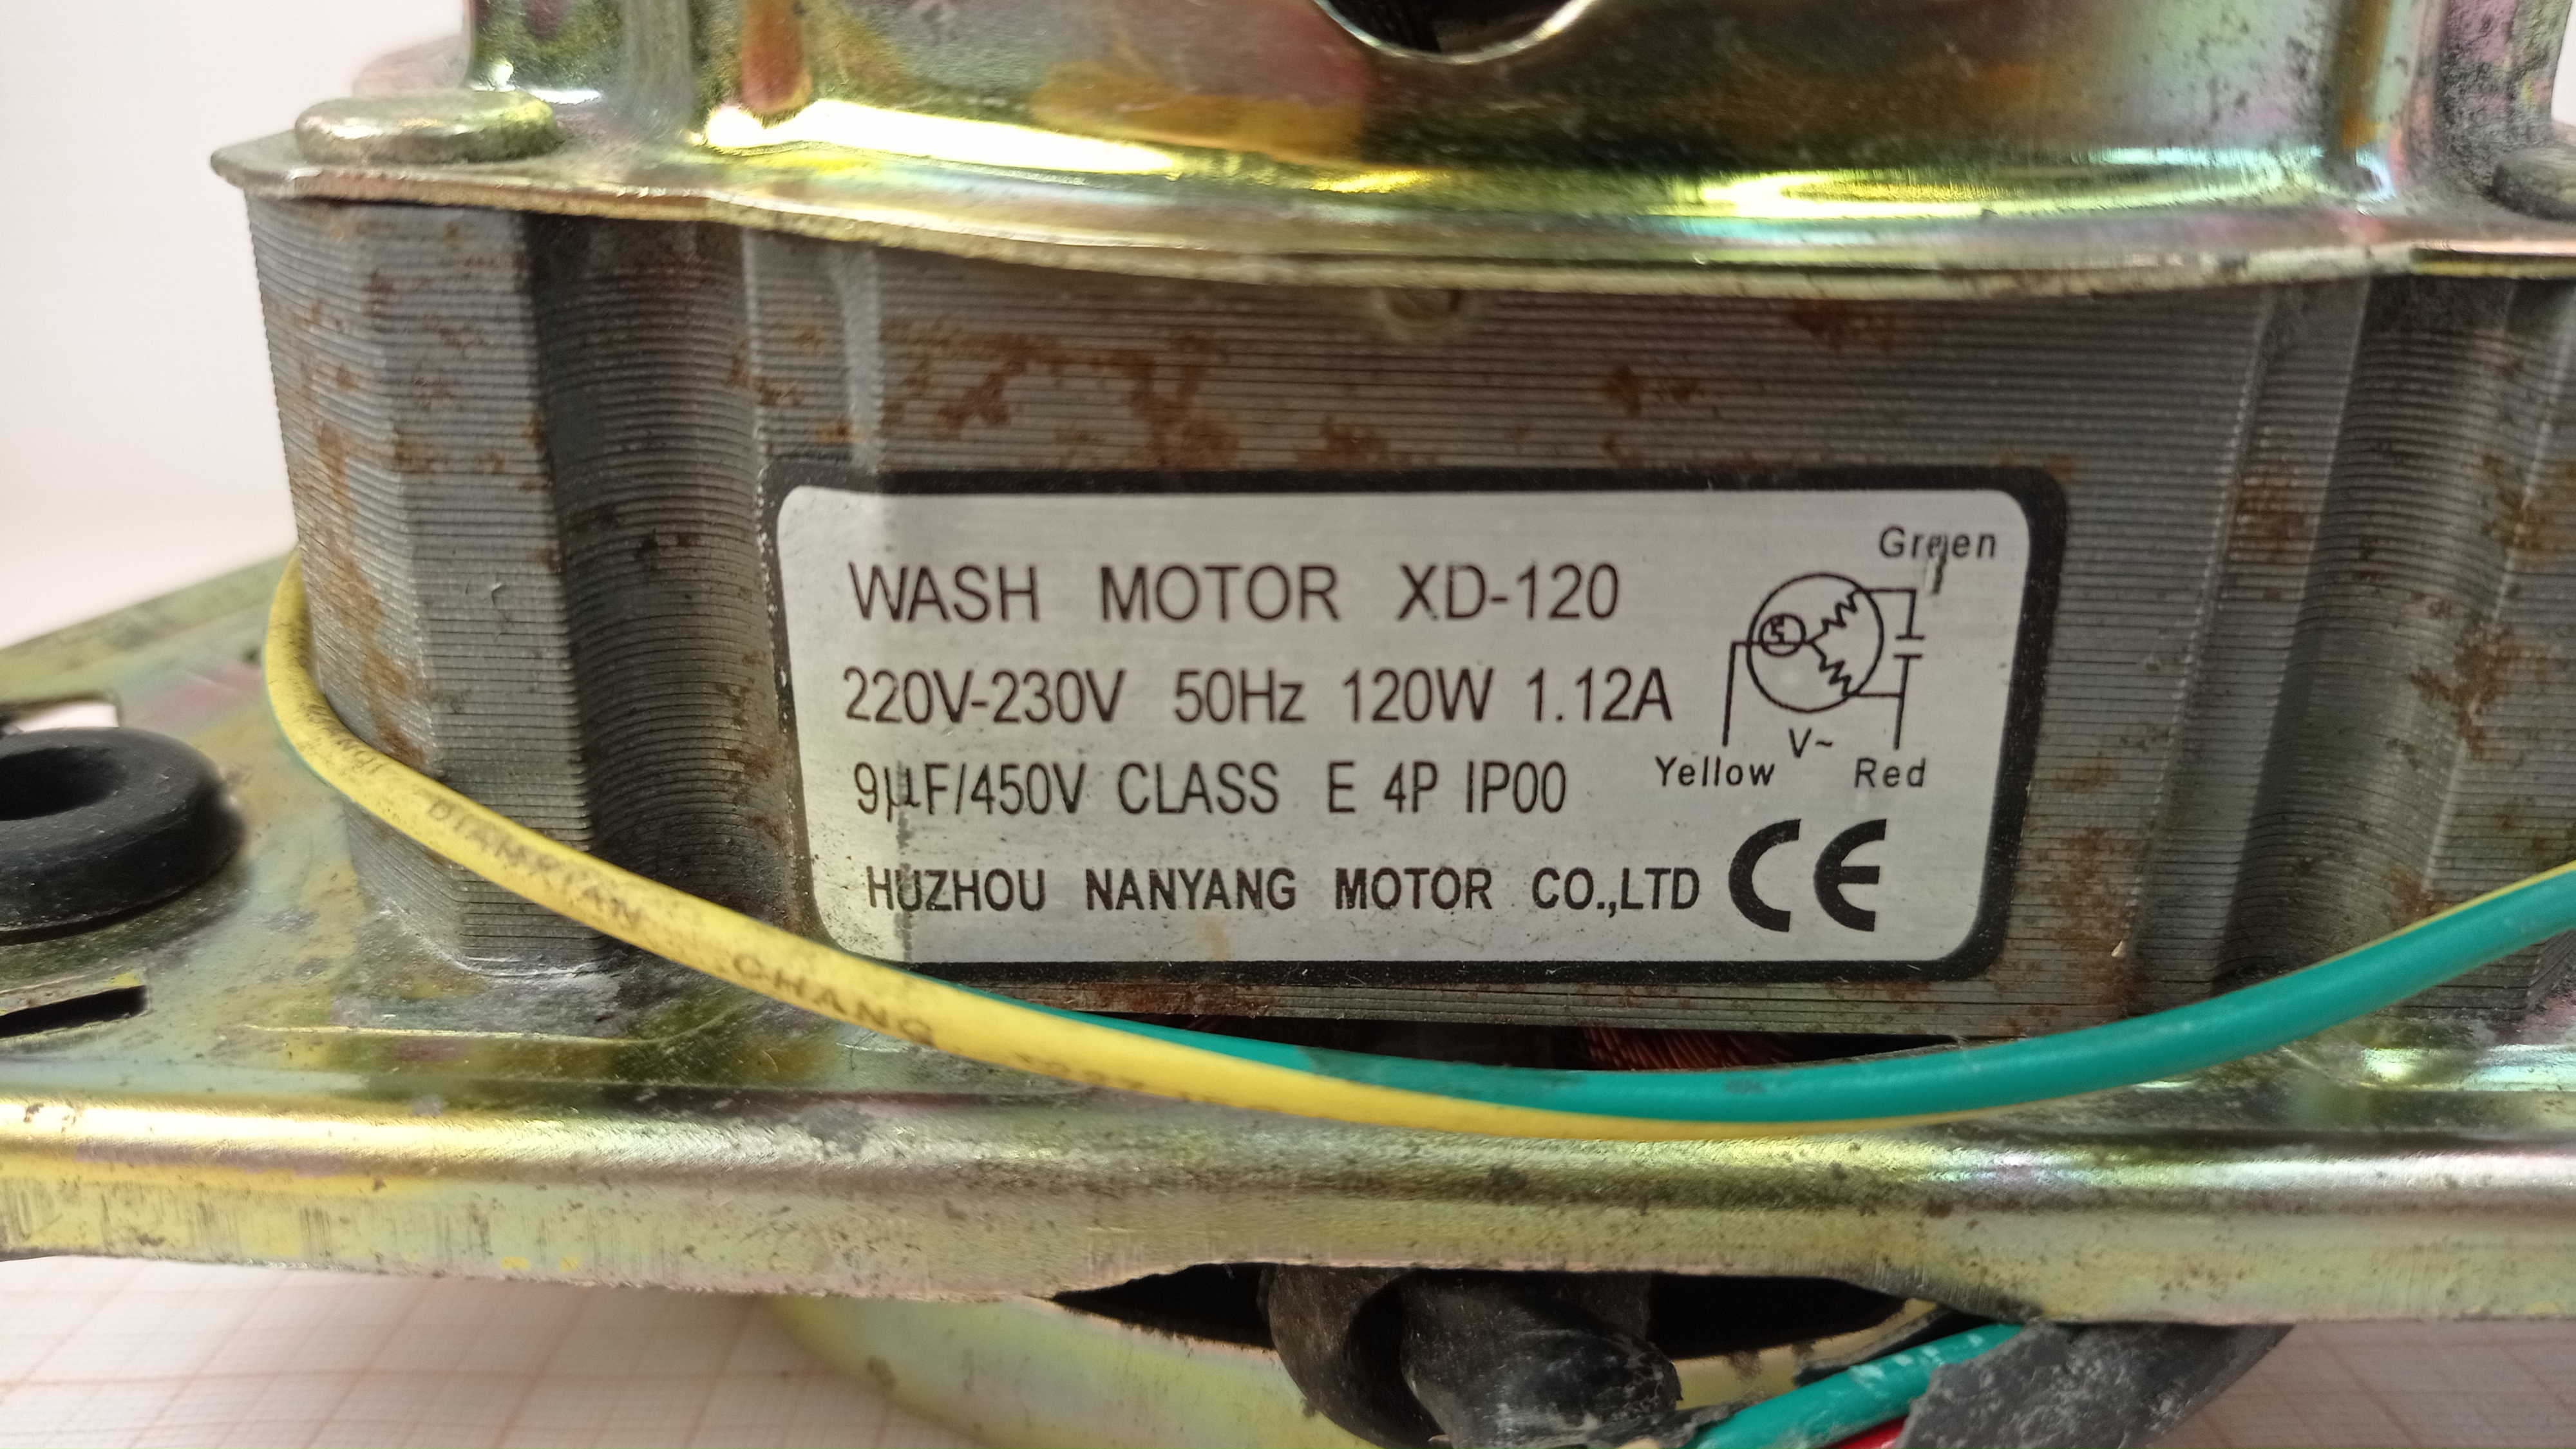 WASH MOTOR XD-120
220V-230V 50Hz 120W 1.12A
9µF/450V CLASS E 4P IP00
HUZHOU NANYANG MOTOR CO.,LTD CE
Green
V~
Yellow Red
CHANG